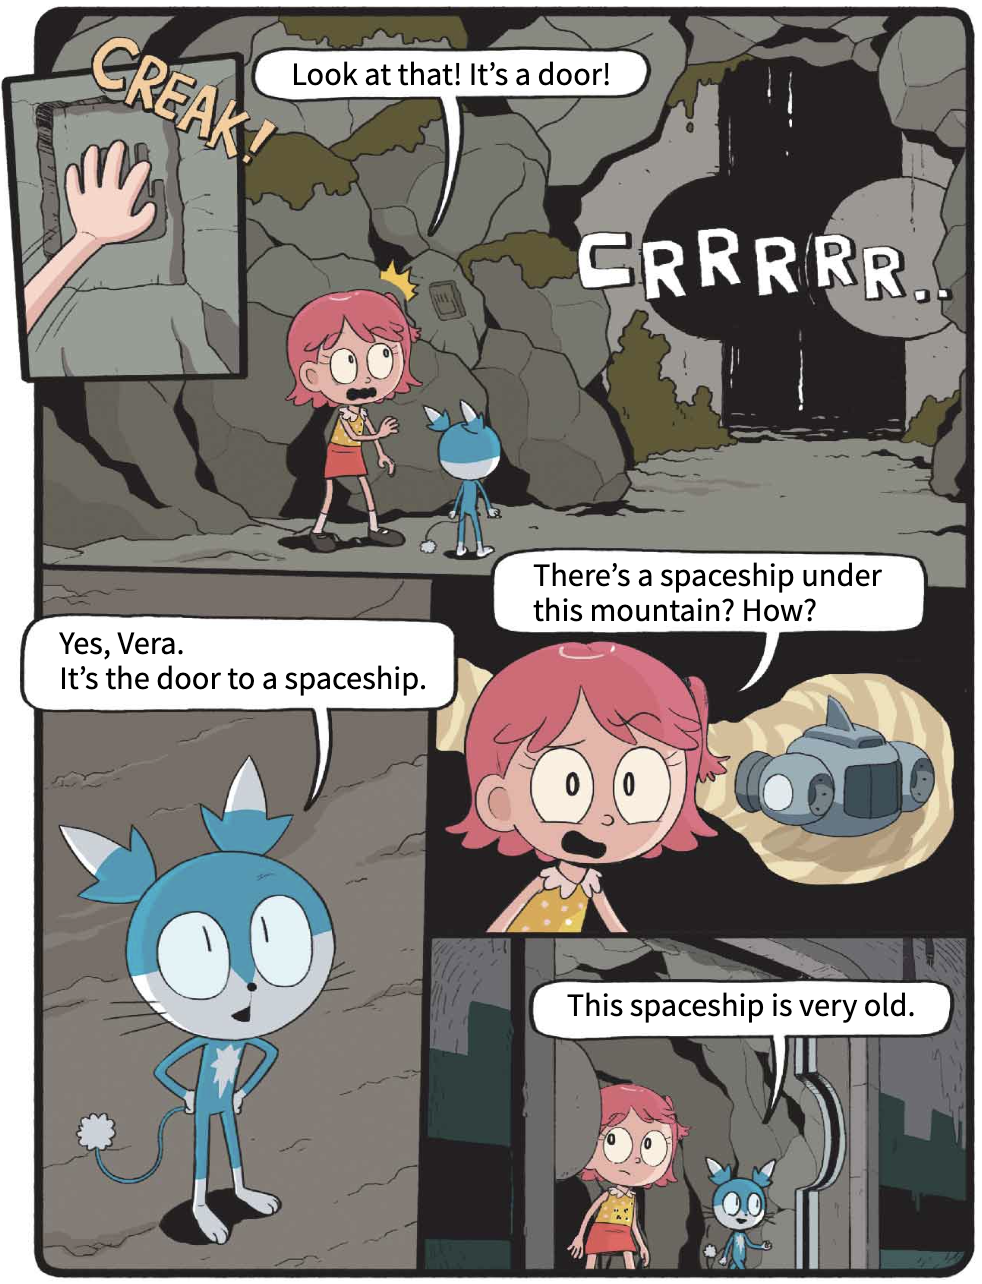 CREAK!
Look at that! It's a door!
CRRRRR..
Yes, Vera.
It's the door to a spaceship.
There's a spaceship under
this mountain? How?
This spaceship is very old.